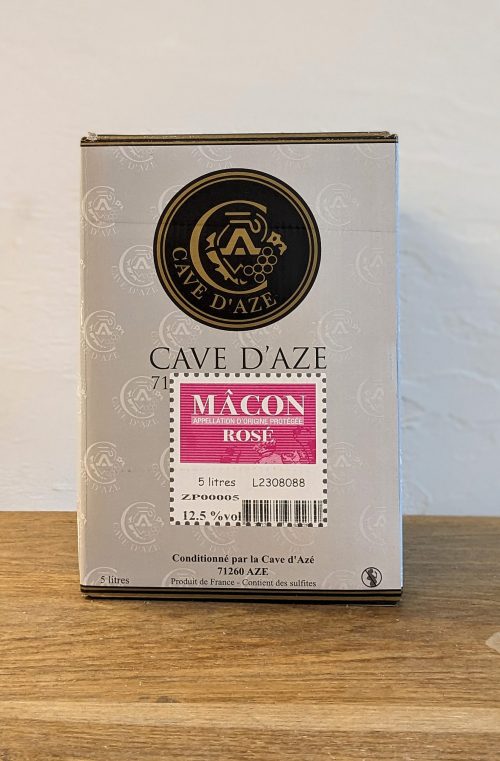 CAVE D'AZE
CAVE D'AZE
71
MÂCON
APPELLATION D'ORIGINE PROTÉGÉE
ROSÉ
5 litres L2308088
ZP00005
12.5 %vol
Conditionné par la Cave d'Azé
71260 AZE
5 litres Produit de France - Contient des sulfites